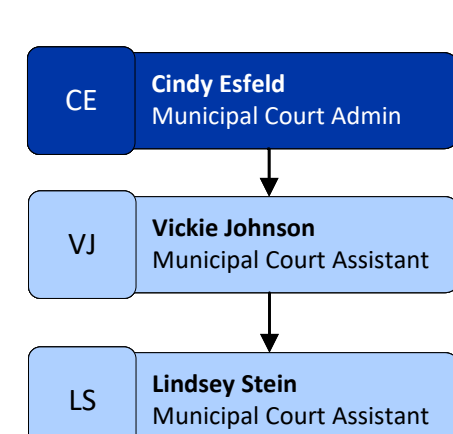 CE
Cindy Esfeld
Municipal Court Admin
VJ
Vickie Johnson
Municipal Court Assistant
LS
Lindsey Stein
Municipal Court Assistant